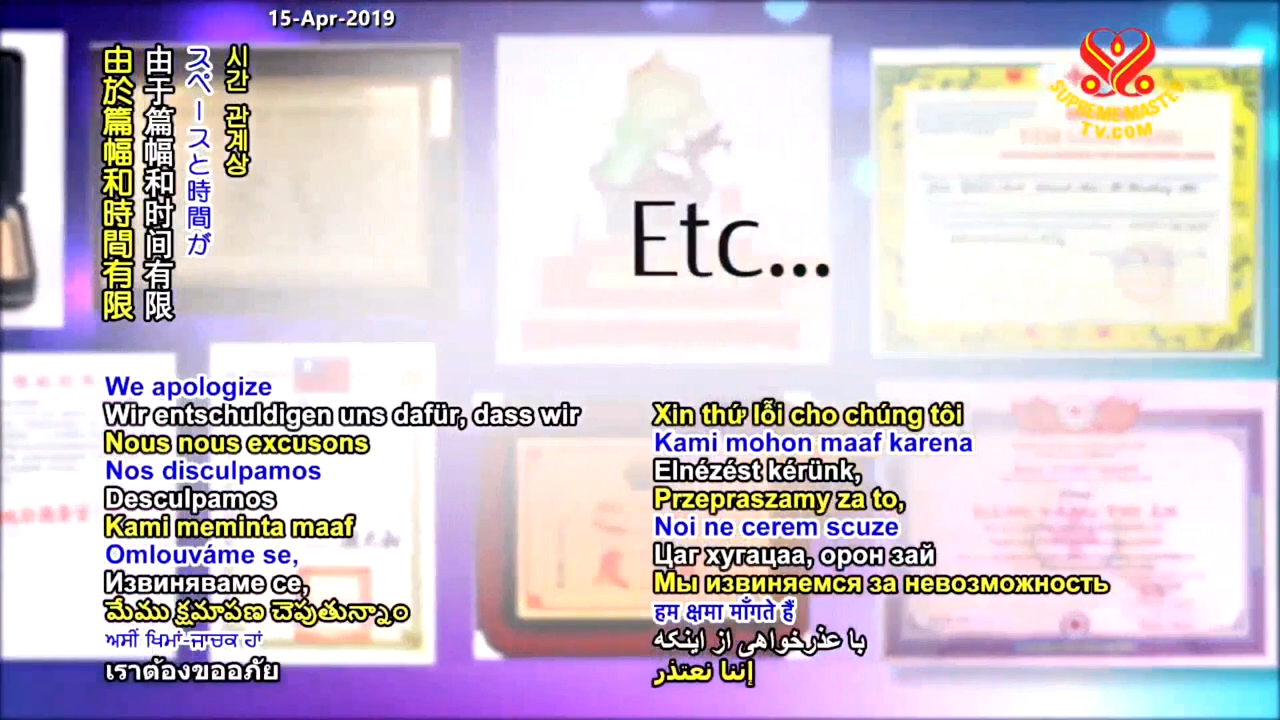 15-Apr-2019
시간 관계상
スペースと時間が
由于篇幅和时间有限
由於篇幅和時間有限
SUPREMEMASTERTV.COM
Etc...
We apologize
Wir entschuldigen uns dafür, dass wir
Nous nous excusons
Nos disculpamos
Desculpamos
Kami meminta maaf
Omlouváme se,
Извиняваме се,
మేము క్షమాపణ చెపుతున్నాం
ਅਸੀਂ ਖਿਮਾਂ-ਜਾਚਕ ਹਾਂ
เราต้องขออภัย
Xin thứ lỗi cho chúng tôi
Kami mohon maaf karena
Elnézést kérünk,
Przepraszamy za to,
Noi ne cerem scuze
Цаг хугацаа, орон зай
Мы извиняемся за невозможность
हम क्षमा माँगते हैं
با عذرخواهی از اینکه
إننا نعتذر